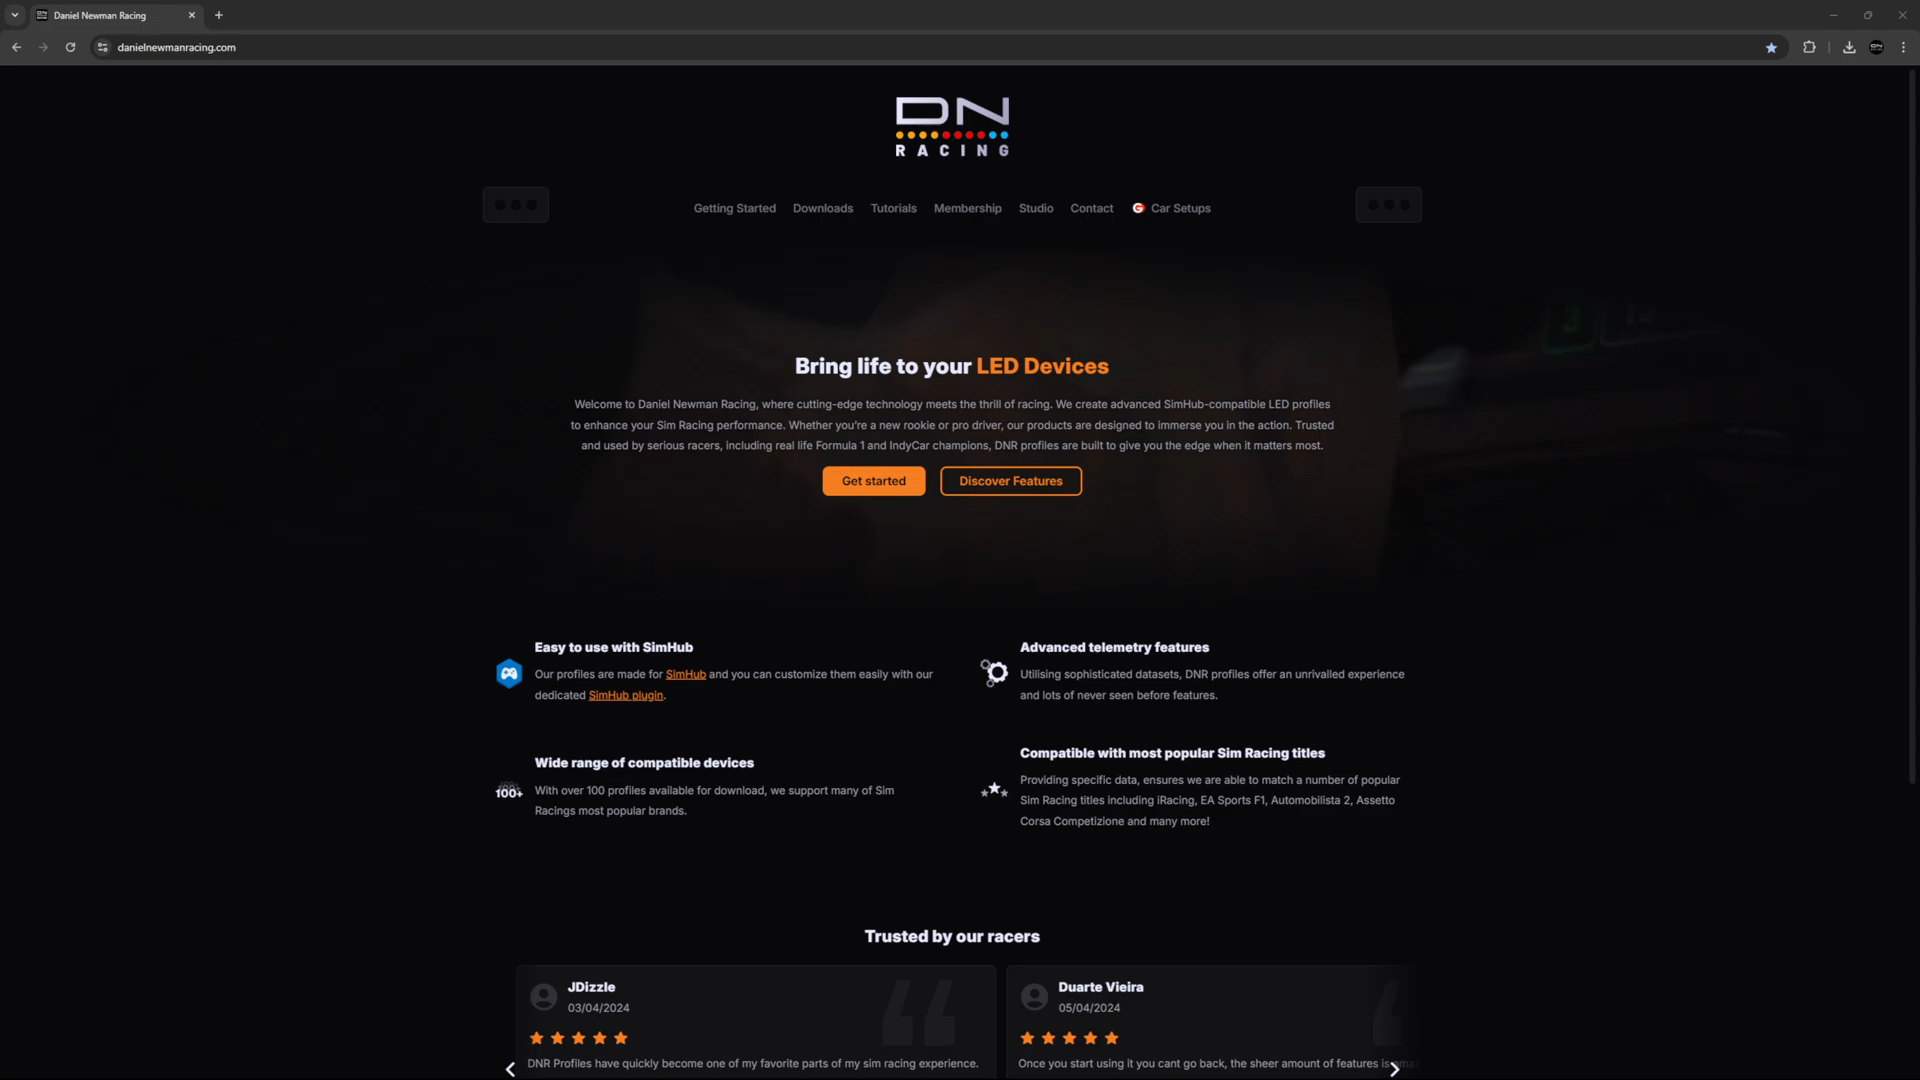 Daniel Newman Racing
danielnewmanracing.com
DN
RACING
Getting Started Downloads Tutorials Membership Studio Contact Car Setups
Bring life to your LED Devices
Welcome to Daniel Newman Racing, where cutting-edge technology meets the thrill of racing. We create advanced SimHub-compatible LED profiles
to enhance your Sim Racing performance. Whether you're a new rookie or pro driver, our products are designed to immerse you in the action. Trusted
and used by serious racers, including real life Formula 1 and IndyCar champions, DNR profiles are built to give you the edge when it matters most.
Get started Discover Features
Easy to use with SimHub
Our profiles are made for SimHub and you can customize them easily with our
dedicated SimHub plugin.
Advanced telemetry features
Utilising sophisticated datasets, DNR profiles offer an unrivalled experience
and lots of never seen before features.
100+
Wide range of compatible devices
With over 100 profiles available for download, we support many of Sim
Racings most popular brands.
Compatible with most popular Sim Racing titles
Providing specific data, ensures we are able to match a number of popular
Sim Racing titles including iRacing, EA Sports F1, Automobilista 2, Assetto
Corsa Competizione and many more!
Trusted by our racers
JDizzle
03/04/2024
DNR Profiles have quickly become one of my favorite parts of my sim racing experience.
Duarte Vieira
05/04/2024
Once you start using it you cant go back, the sheer amount of features is